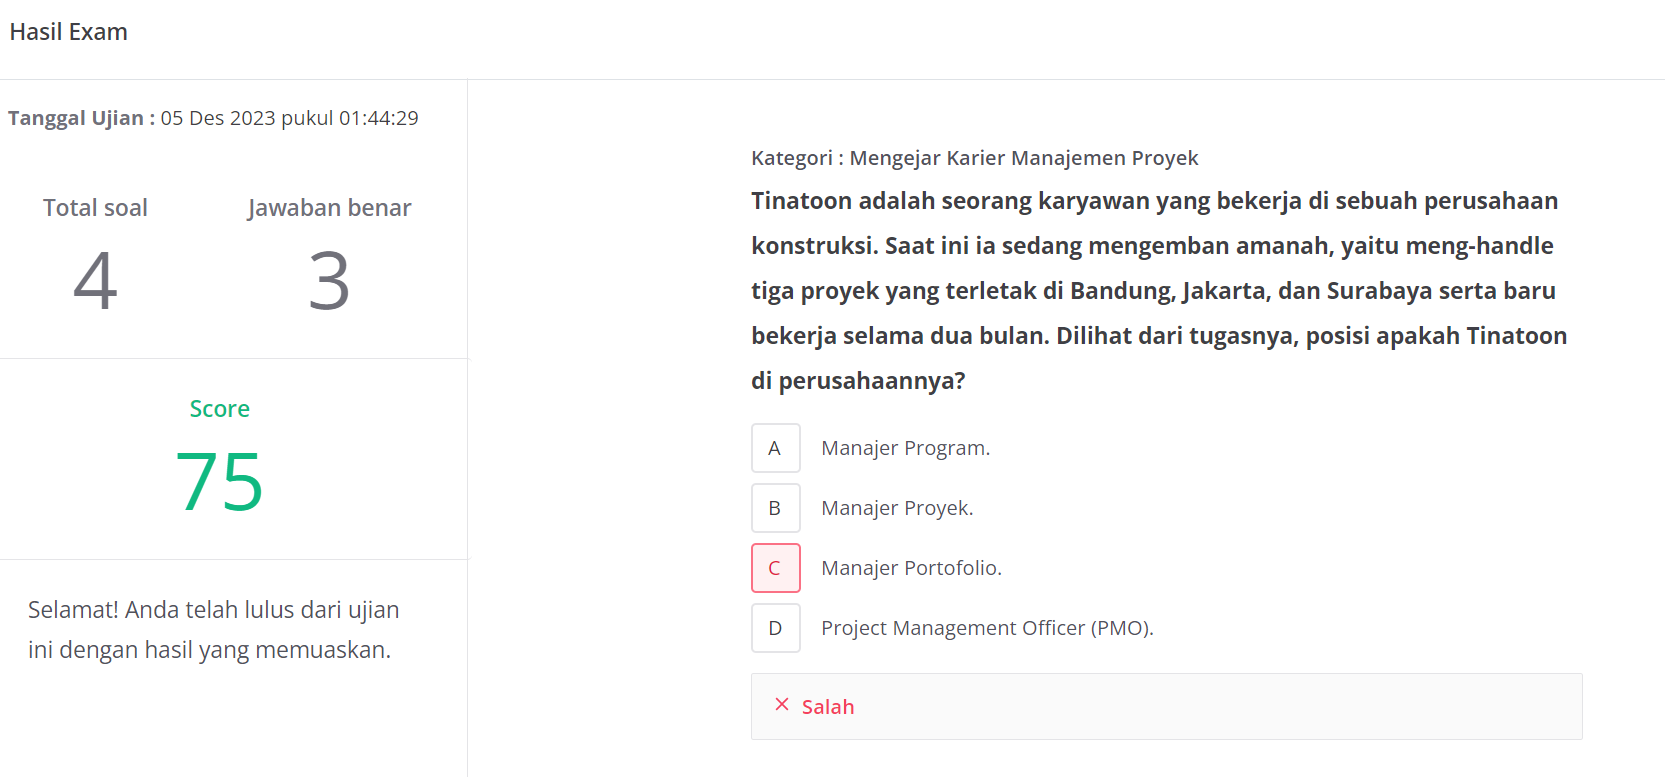 Hasil Exam
Tanggal Ujian : 05 Des 2023 pukul 01:44:29
Total soal
4
Jawaban benar
3
Score
75
Selamat! Anda telah lulus dari ujian
ini dengan hasil yang memuaskan.
Kategori : Mengejar Karier Manajemen Proyek
Tinatoon adalah seorang karyawan yang bekerja di sebuah perusahaan
konstruksi. Saat ini ia sedang mengemban amanah, yaitu meng-handle
tiga proyek yang terletak di Bandung, Jakarta, dan Surabaya serta baru
bekerja selama dua bulan. Dilihat dari tugasnya, posisi apakah Tinatoon
di perusahaannya?
A Manajer Program.
B Manajer Proyek.
C Manajer Portofolio.
D Project Management Officer (PMO).
× Salah